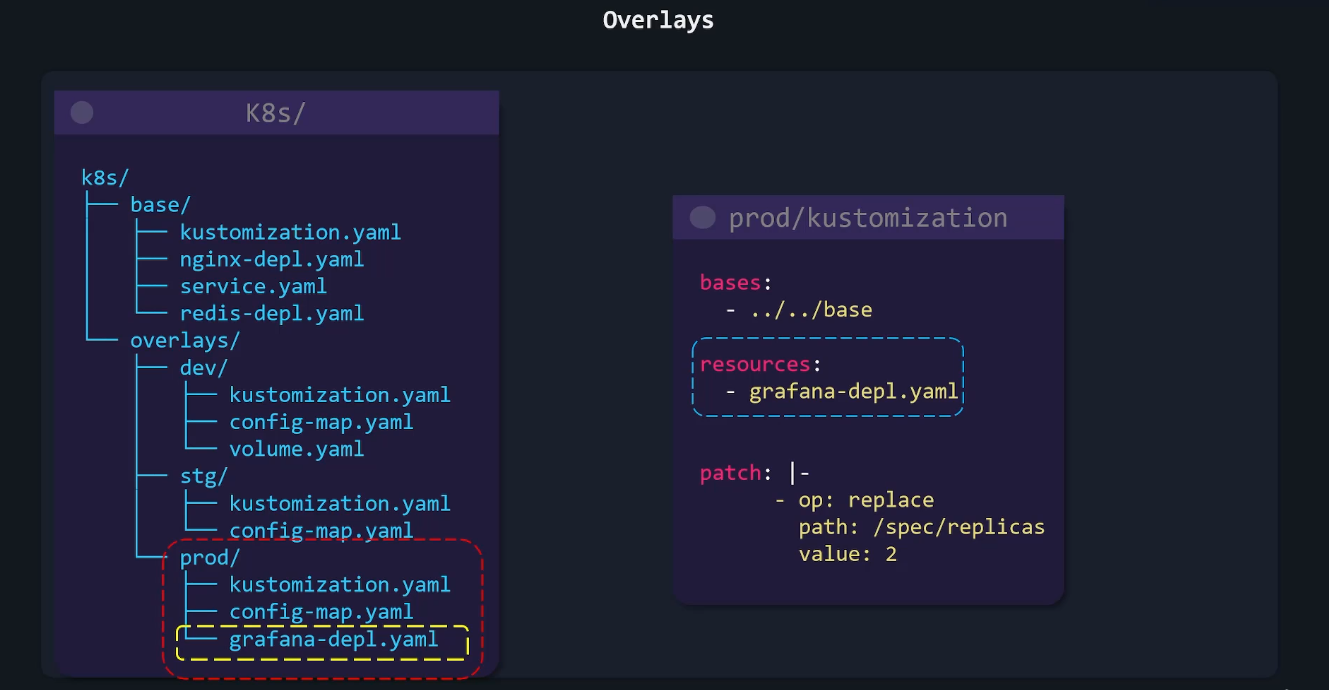 Overlays
K8s/
k8s/
base/
kustomization.yaml
nginx-depl.yaml
service.yaml
redis-depl.yaml
overlays/
dev/
kustomization.yaml
config-map.yaml
volume.yaml
stg/
kustomization.yaml
config-map.yaml
prod/
kustomization.yaml
config-map.yaml
grafana-depl.yaml
prod/kustomization
bases:
- ../../base
resources:
- grafana-depl.yaml
patch: |-
- op: replace
path: /spec/replicas
value: 2